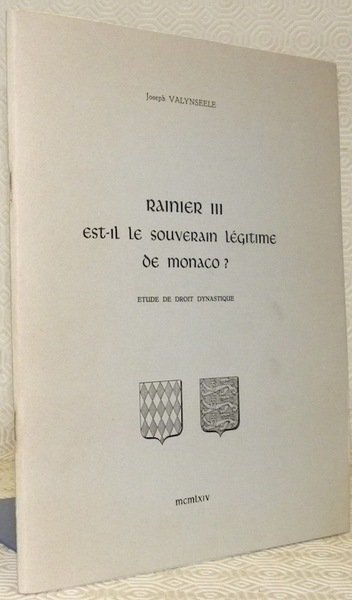 Joseph VALYNSEELE
RAINIER III
EST-IL LE SOUVERAIN LÉGITIME
DE MONACO ?
ETUDE DE DROIT DYNASTIQUE
MCMLXIV